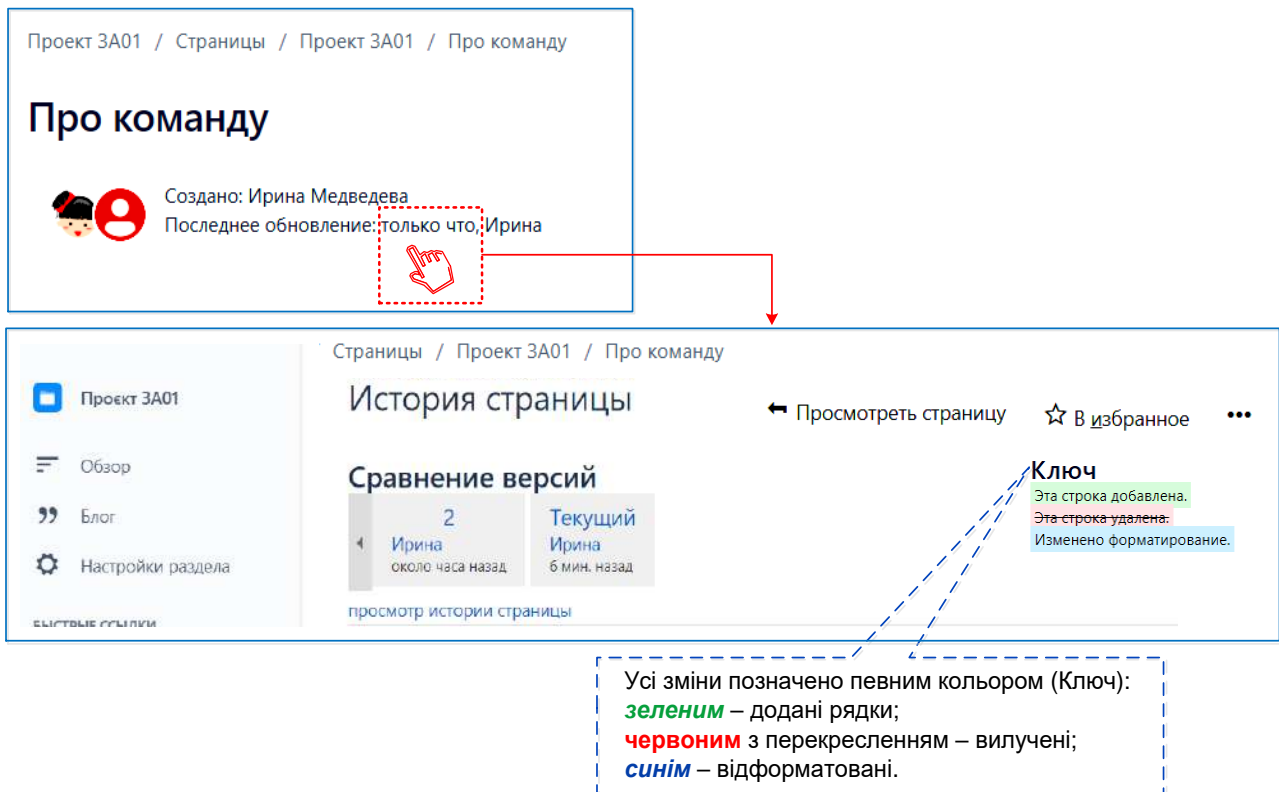 Проект 3А01 / Страницы / Проект 3А01 / Про команду
Про команду
Создано: Ирина Медведева
Последнее обновление: только что, Ирина
Страницы / Проект 3А01 / Про команду
Проєкт 3А01
Обзор
Блог
Настройки раздела
БЫСТРЫЕ ССЫЛКИ
История страницы
Просмотреть страницу
В избранное
•••
Сравнение версий
2
Ирина
около часа назад
Текущий
Ирина
6 мин. назад
просмотр истории страницы
Ключ
Эта строка добавлена.
Эта строка удалена.
Изменено форматирование.
Усі зміни позначено певним кольором (Ключ):
зеленим – додані рядки;
червоним з перекресленням – вилучені;
синім – відформатовані.